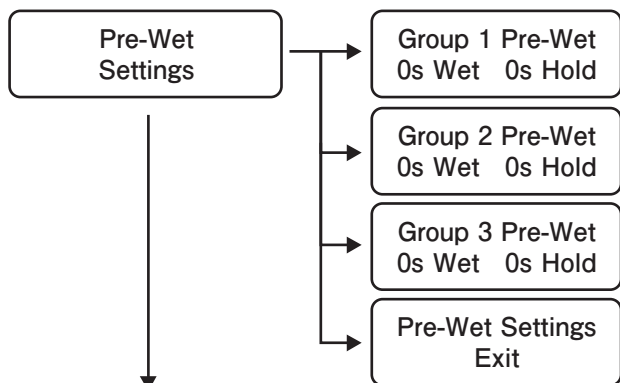 Pre-Wet
Settings
Group 1 Pre-Wet
0s Wet 0s Hold
Group 2 Pre-Wet
0s Wet 0s Hold
Group 3 Pre-Wet
0s Wet 0s Hold
Pre-Wet Settings
Exit